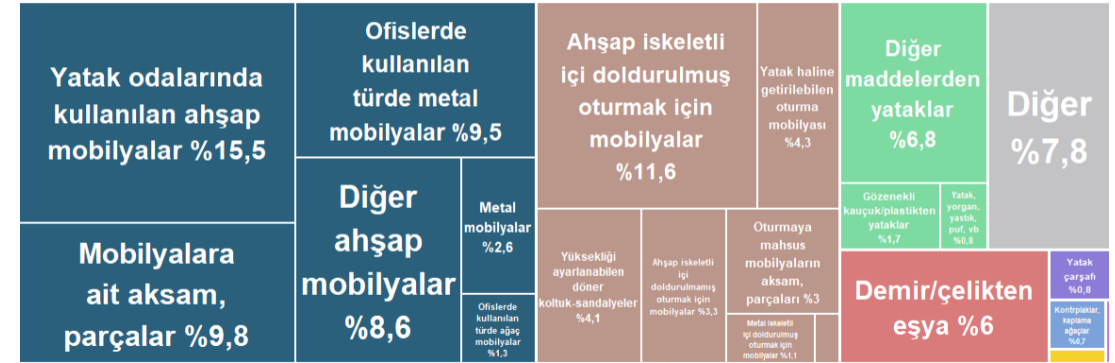 Yatak odalarında
kullanılan ahşap
mobilyalar %15,5
Mobilyalara
ait aksam,
parçalar %9,8
Ofislerde
kullanılan
türde metal
mobilyalar %9,5
Diğer
ahşap
mobilyalar
%8,6
Metal
mobilyalar
%2,6
Ofislerde
kullanılan
türde ağaç
mobilyalar
%1,3
Ahşap iskeletli
içi doldurulmuş
oturmak için
mobilyalar
%11,6
Yatak haline
getirilebilen
oturma
mobilyası
%4,3
Yüksekliği
ayarlanabilen
döner
koltuk-sandalyeler
%4,1
Ahşap iskeletli
içi
doldurulmamış
oturmak için
mobilyalar %3,3
Oturmaya
mahsus
mobilyaların
aksam,
parçaları %3
Metal iskeletli
içi doldurulmuş
oturmak için
mobilyalar %1,1
Diğer
maddelerden
yataklar
%6,8
Gözenekli
kauçuk/plastikten
yataklar
%1,7
Yatak,
yorgan,
yastık,
puf, vb
%0,8
Diğer
%7,8
Demir/çelikten
eşya %6
Yatak
çarşafı
%0,8
Kontrplaklar,
kaplama
ağaçlar
%0,7